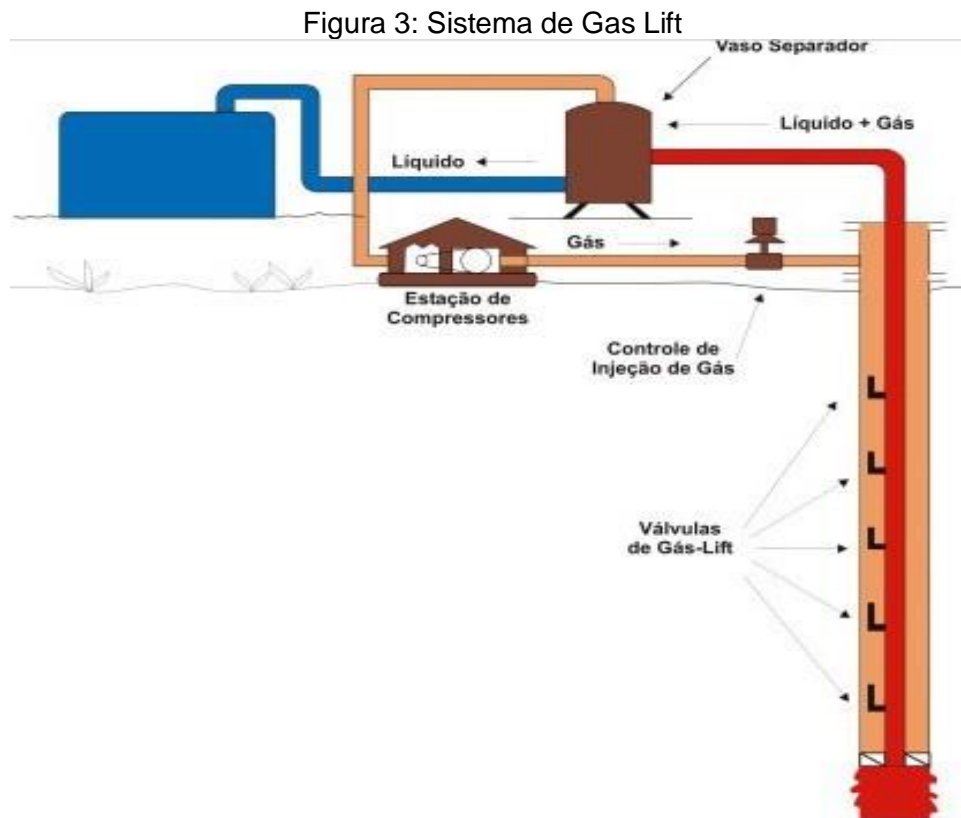 Figura 3: Sistema de Gas Lift
Vaso Separador
Líquido + Gás
Líquido
Gás
Estação de
Compressores
Controle de
Injeção de Gás
Válvulas
de Gás-Lift